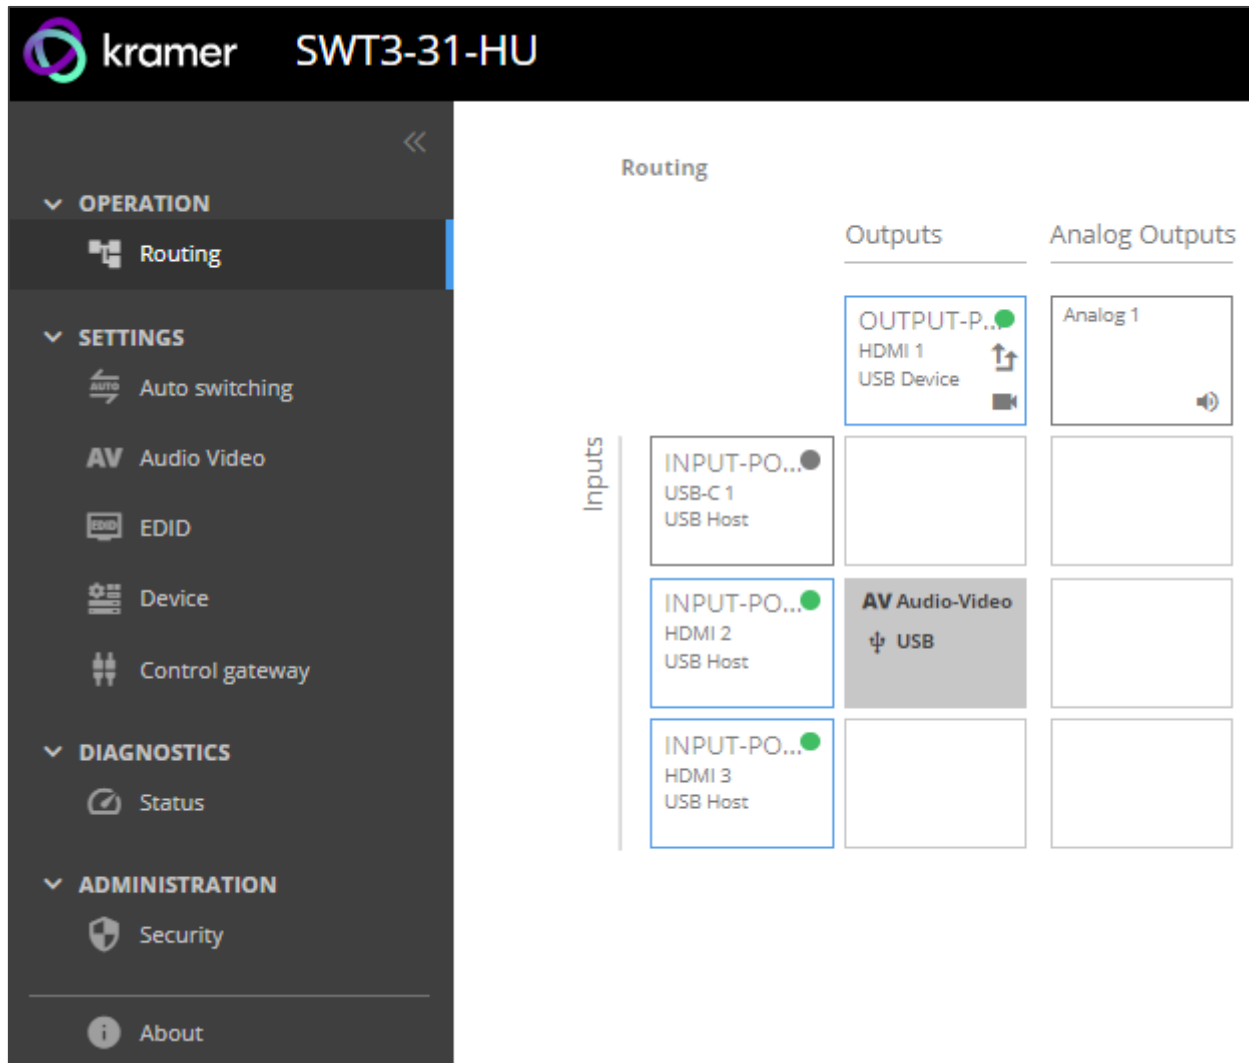 kramer SWT3-31-HU
OPERATION
Routing
SETTINGS
AUTO
Auto switching
AV Audio Video
EDID
EDID
Device
Control gateway
DIAGNOSTICS
Status
ADMINISTRATION
Security
About
Routing
Outputs
Analog Outputs
OUTPUT-P...
HDMI 1
USB Device
Analog 1
Inputs
INPUT-PO...
USB-C 1
USB Host
INPUT-PO...
HDMI 2
USB Host
AV Audio-Video
USB
INPUT-PO...
HDMI 3
USB Host